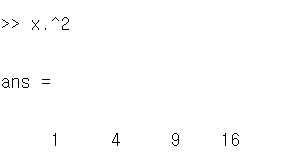 >> x.^2
ans =
1 4 9 16